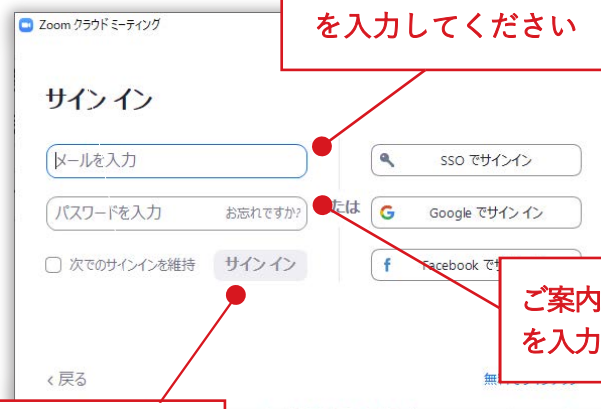 を入力してください
Zoom クラウド ミーティング
サイン イン
メールを入力
SSO でサインイン
パスワードを入力
お忘れですか?
たは
Google でサイン イン
次でのサインインを維持
サイン イン
Facebook で
ご案内
を入力
戻る
無